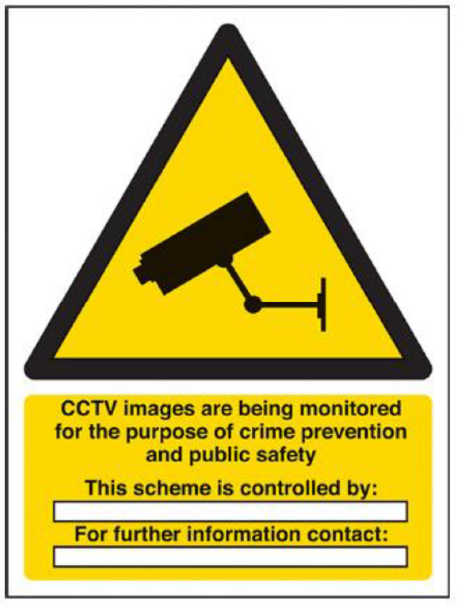 CCTV images are being monitored
for the purpose of crime prevention
and public safety
This scheme is controlled by:
For further information contact: